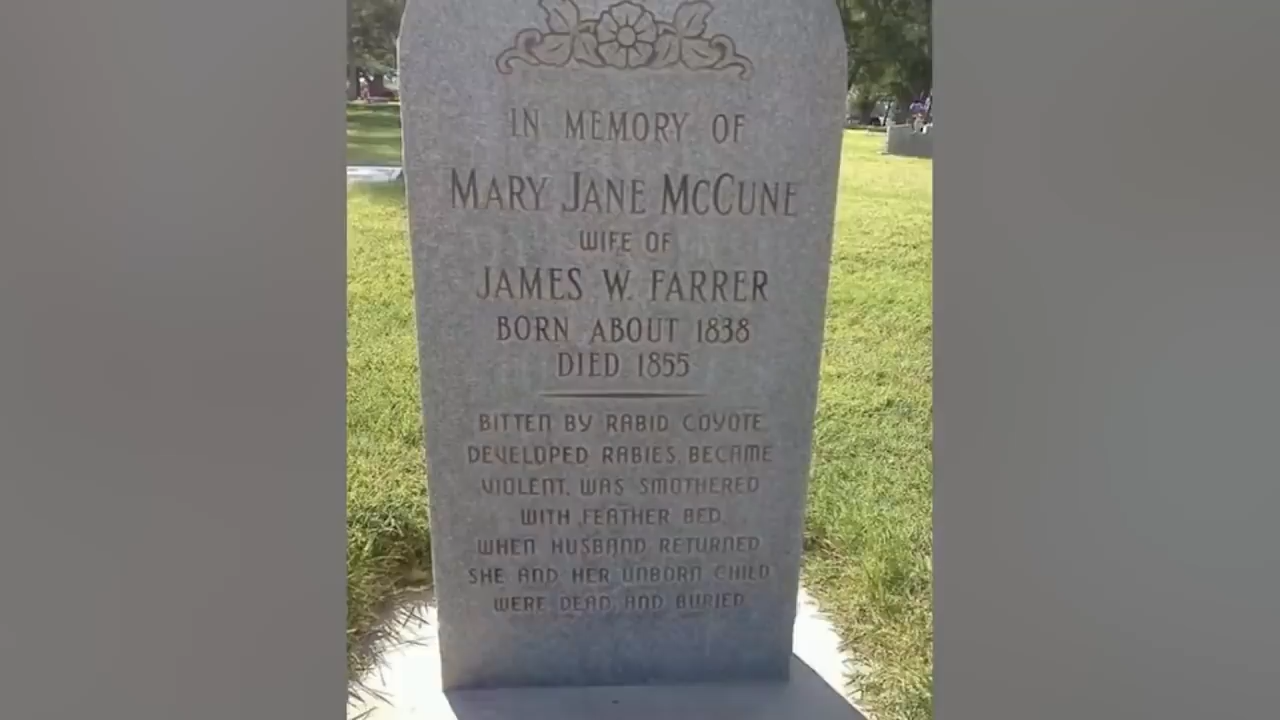 IN MEMORY OF
MARY JANE MCCUNE
WIFE OF
JAMES W. FARRER
BORN ABOUT 1838
DIED 1855
BITTEN BY RABID COYOTE
DEVELOPED RABIES, BECAME
VIOLENT, WAS SMOTHERED
WITH FEATHER BED.
WHEN HUSBAND RETURNED
SHE AND HER UNBORN CHILD
WERE DEAD AND BURIED